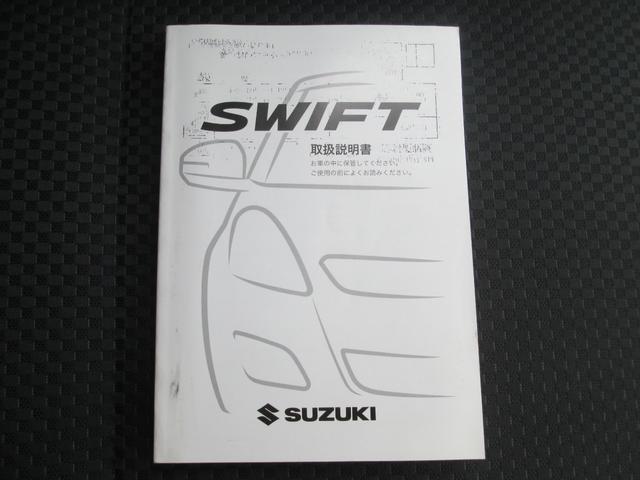 SWIFT
取扱説明書
お車の中に保管してください。
ご使用の前によくお読みください。
SUZUKI